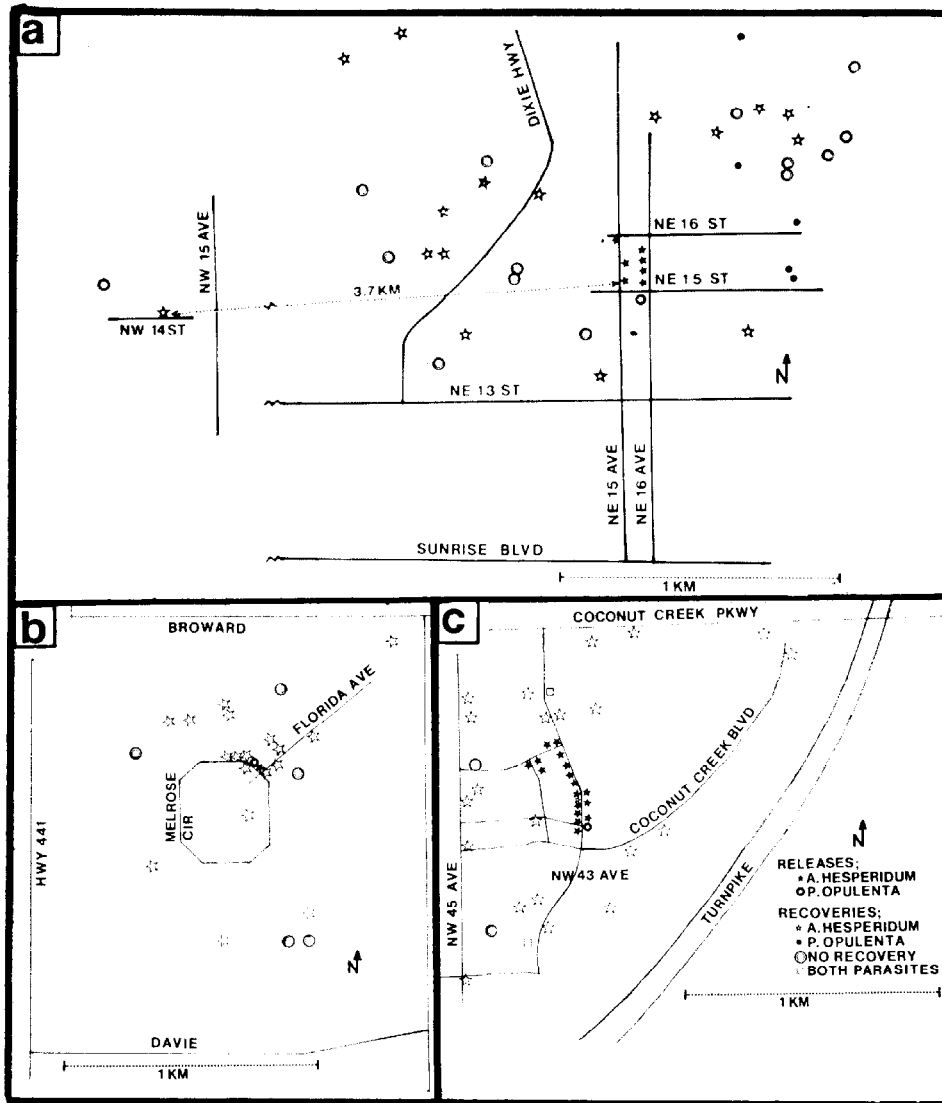 a
DIXIE HWY
NW 15 AVE
NE 16 ST
3.7 KM
NE 15 ST
NW 14 ST
N
NE 13 ST
NE 15 AVE
NE 16 AVE
SUNRISE BLVD
1 KM
b
BROWARD
FLORIDA AVE
MELROSE
CIR
HWY 441
N
DAVIE
1 KM
c
COCONUT CREEK PKWY
COCONUT CREEK BLVD
NW 45 AVE
NW 43 AVE
TURNPIKE
N
RELEASES;
A. HESPERIDUM
P. OPULENTA
RECOVERIES;
A. HESPERIDUM
P. OPULENTA
NO RECOVERY
BOTH PARASITES
1 KM